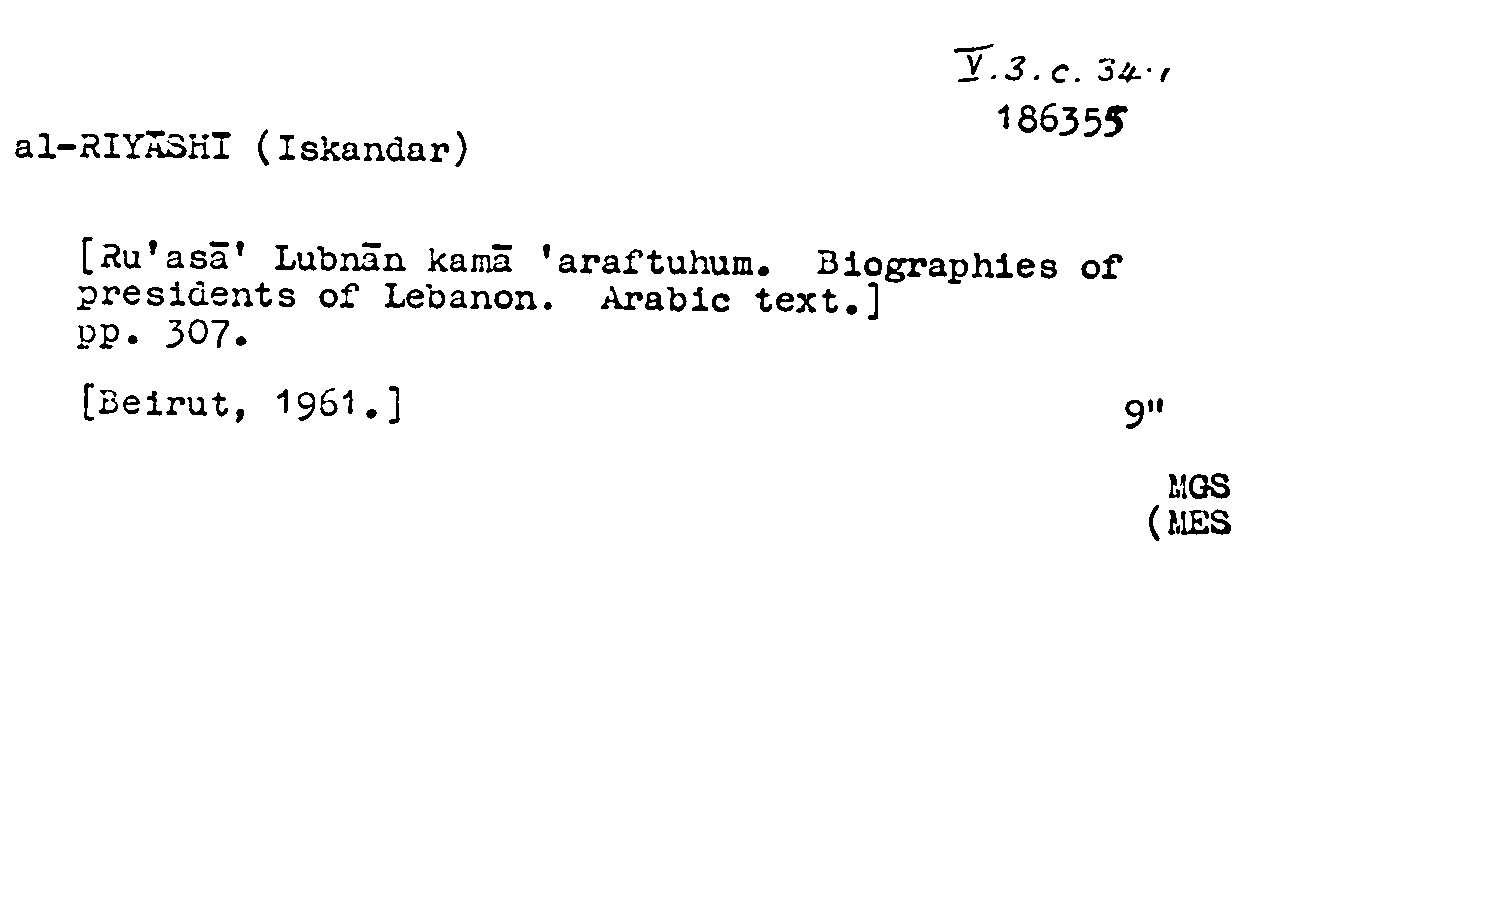 V.3.c.34.1
186355
al-RIYĀSHĪ (Iskandar)
[Ru'asā' Lubnān kamā 'araftuhum. Biographies of
presidents of Lebanon. Arabic text.]
pp. 307.
[Beirut, 1961.]
9"
MGS
(MES